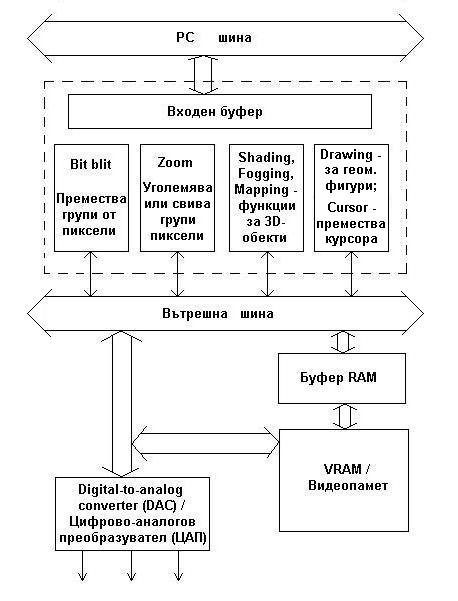 PC шина
Входен буфер
Bit blit
Премества
групи от
пиксели
Zoom
Уголемява
или свива
групи
пиксели
Shading,
Fogging,
Mapping -
функции
за 3D-
обекти
Drawing -
за геом.
фигури;
Cursor -
премества
курсора
Вътрешна шина
Буфер RAM
VRAM /
Видеопамет
Digital-to-analog
converter (DAC) /
Цифрово-аналогов
преобразувател (ЦАП)